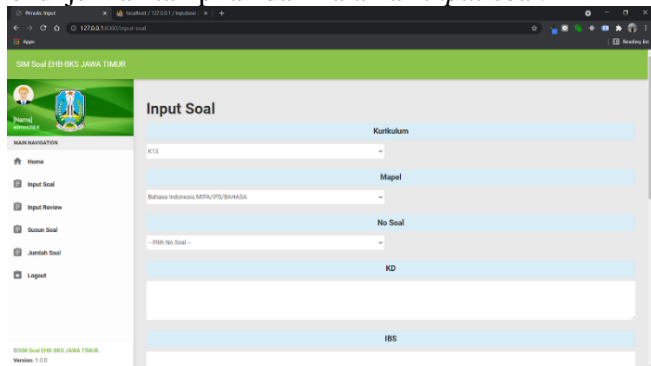 Penulis Input
localhost / 127.0.0.1 / inputsoal
127.0.0.1:8000/input-soal
Apps
Reading list
SIM Soal EHB-BKS JAWA TIMUR
[Nama]
MAIN NAVIGATION
Home
Input Soal
Input Review
Susun Soal
Jumlah Soal
Logout
©SIM Soal EHB-BKS JAWA TIMUR.
Version: 1.0.0
Input Soal
Kurikulum
K13
Mapel
Bahasa Indonesia MIPA/IPS/BAHASA
No Soal
-- Pilih No Soal --
KD
IBS